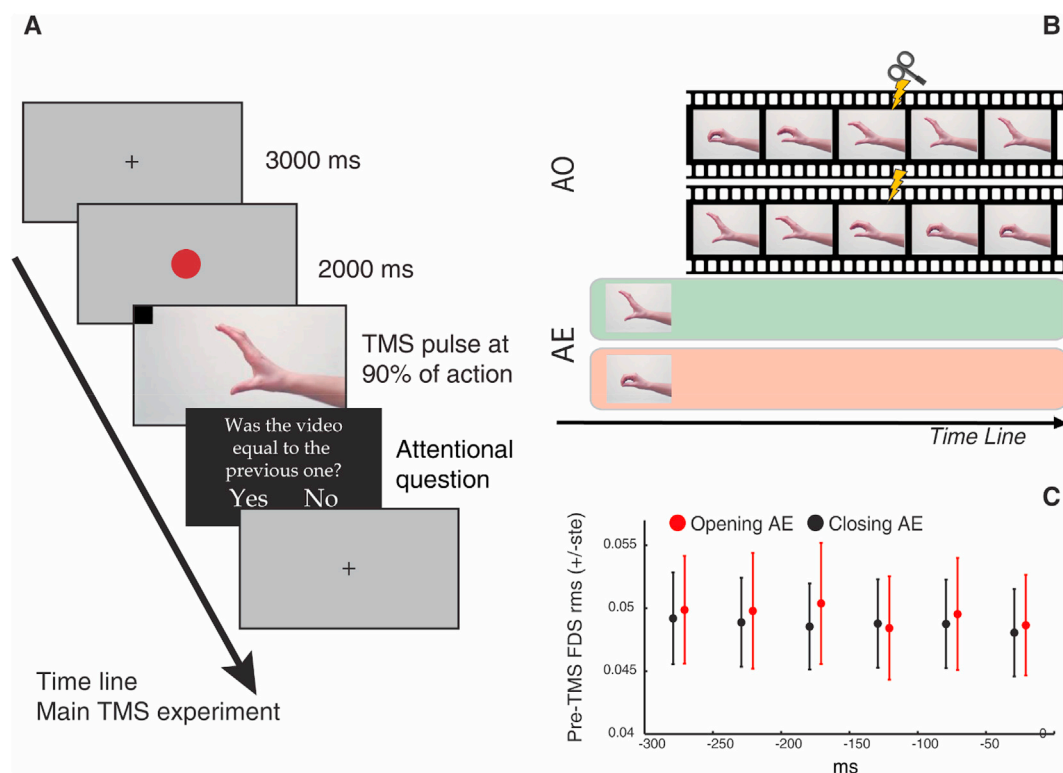 A
3000 ms
2000 ms
TMS pulse at
90% of action
Was the video
equal to the
previous one?
Yes No
Attentional
question
Time line
Main TMS experiment
B
AO
AE
Time Line
C
Opening AE Closing AE
Pre-TMS FDS rms (+/-ste)
0.055
0.05
0.045
0.04
-300 -250 -200 -150 -100 -50 0
ms